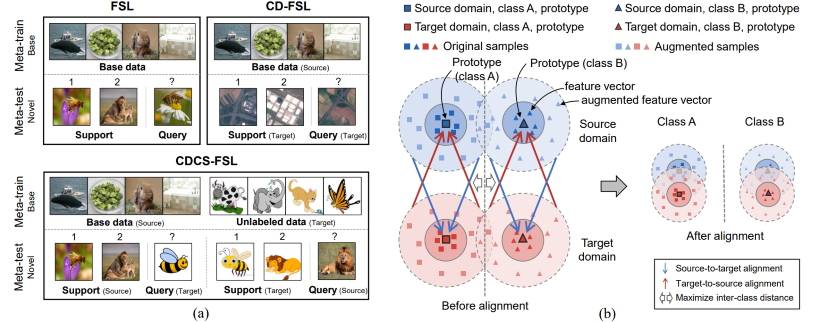 FSL
CD-FSL
Meta-train
Base
Base data
Base data (Source)
Meta-test
Novel
1 2 ?
1 2 ?
Support
Query
Support (Target)
Query (Target)
CDCS-FSL
Meta-train
Base
Base data (Source)
Unlabeled data (Target)
Meta-test
Novel
1 2 ?
1 2 ?
Support (Source)
Query (Target)
Support (Target)
Query (Source)
(a)
(b)
Source domain, class A, prototype
Source domain, class B, prototype
Target domain, class A, prototype
Target domain, class B, prototype
Original samples
Augmented samples
Prototype
(class A)
Prototype (class B)
feature vector
augmented feature vector
Source
domain
Target
domain
Before alignment
Class A
Class B
After alignment
Source-to-target alignment
Target-to-source alignment
Maximize inter-class distance